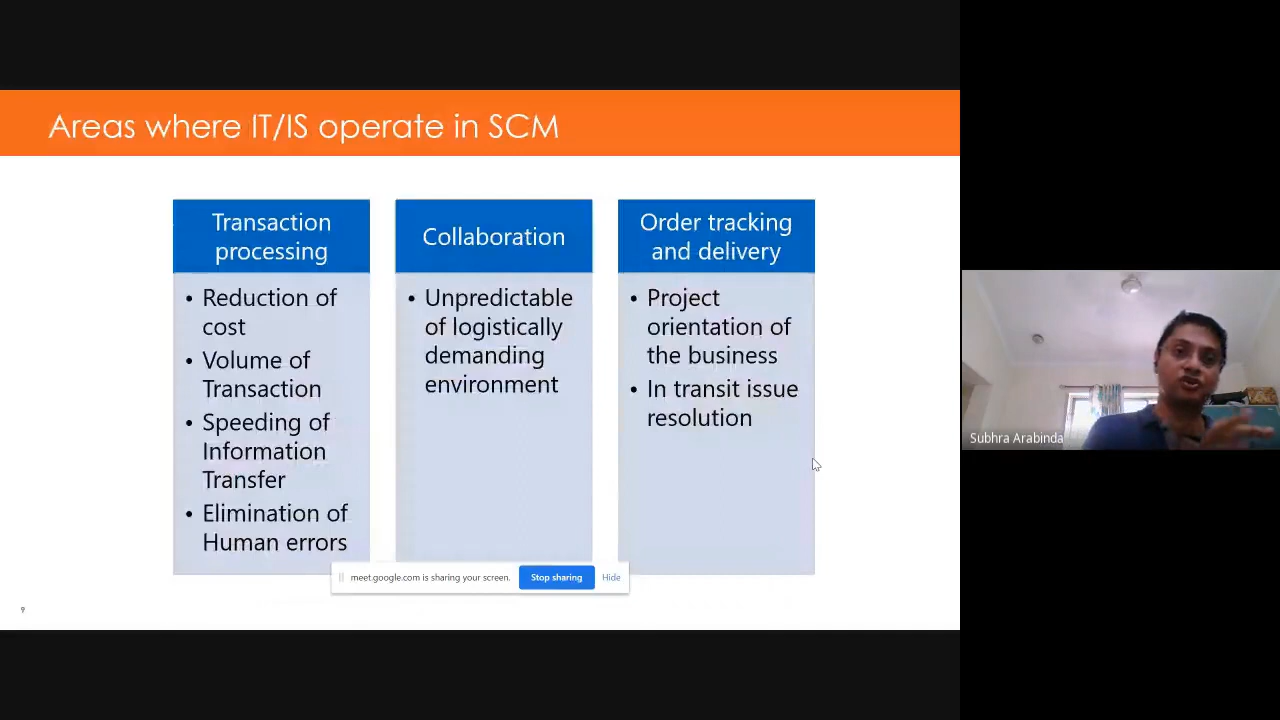 Areas where IT/IS operate in SCM
Transaction
processing
• Reduction of
cost
• Volume of
Transaction
• Speeding of
Information
Transfer
• Elimination of
Human errors
Collaboration
• Unpredictable
of logistically
demanding
environment
Order tracking
and delivery
• Project
orientation of
the business
• In transit issue
resolution
meet.google.com is sharing your screen. Stop sharing Hide
9
Subhra Arabinda